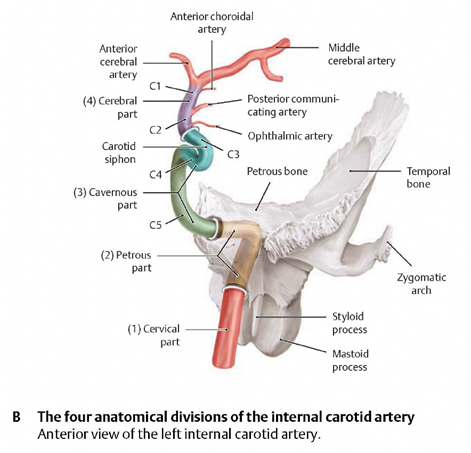 Anterior choroidal
artery
Anterior
cerebral
artery
Middle
cerebral artery
C1
(4) Cerebral
part
Posterior communi-
cating artery
C2
Ophthalmic artery
Carotid
siphon
C3
C4
Petrous bone
Temporal
bone
(3) Cavernous
part
C5
(2) Petrous
part
Zygomatic
arch
(1) Cervical
part
Styloid
process
Mastoid
process
B The four anatomical divisions of the internal carotid artery
Anterior view of the left internal carotid artery.